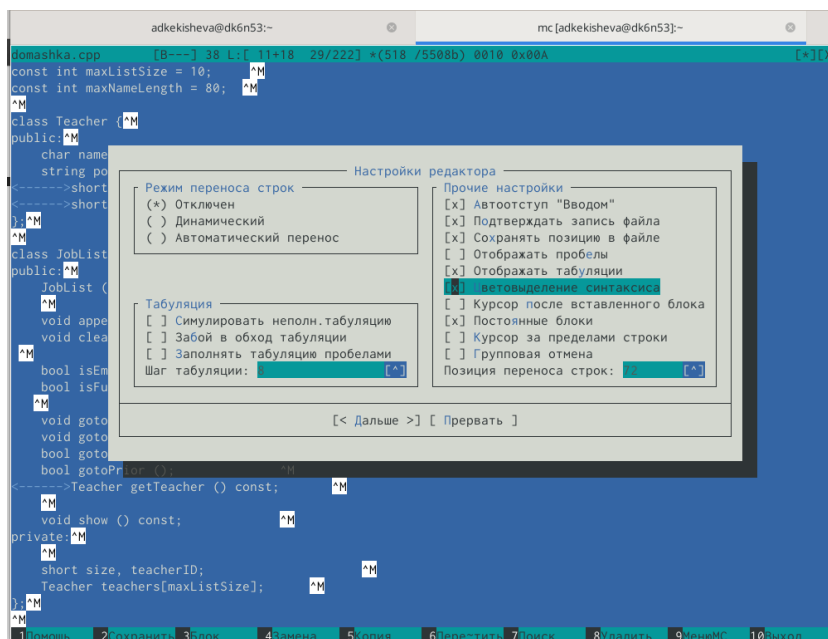 adkekisheva@dk6n53:~
mc [adkekisheva@dk6n53]:~
domashka.cpp [B---] 38 L:[ 11+18 29/222] *(518 /5508b) 0010 0x00A [*][X
const int maxListSize = 10; ^M
const int maxNameLength = 80; ^M
^M
class Teacher {^M
public:^M
char name
string po
<------>short
<------>short
};^M
^M
class JobList
public:^M
JobList (
^M
void appe
void clea
^M
bool isEm
bool isFu
^M
void goto
void goto
bool goto
bool gotoPrior (); ^M
<------>Teacher getTeacher () const; ^M
^M
void show () const; ^M
private:^M
^M
short size, teacherID; ^M
Teacher teachers[maxListSize]; ^M
};^M
^M
Настройки редактора
Режим переноса строк
(*) Отключен
( ) Динамический
( ) Автоматический перенос
Табуляция
[ ] Симулировать неполн.табуляцию
[ ] Забой в обход табуляции
[ ] Заполнять табуляцию пробелами
Шаг табуляции: 8 [^]
Прочие настройки
[x] Автоотступ "Вводом"
[x] Подтверждать запись файла
[x] Сохранять позицию в файле
[ ] Отображать пробелы
[x] Отображать табуляции
[x] Цветовыделение синтаксиса
[ ] Курсор после вставленного блока
[x] Постоянные блоки
[ ] Курсор за пределами строки
[ ] Групповая отмена
Позиция переноса строк: 72 [^]
[< Дальше >] [ Прервать ]
1Помощь 2Сохранить 3Блок 4Замена 5Копия 6Пере~тить 7Поиск 8Удалить 9МенюMC 10Выход